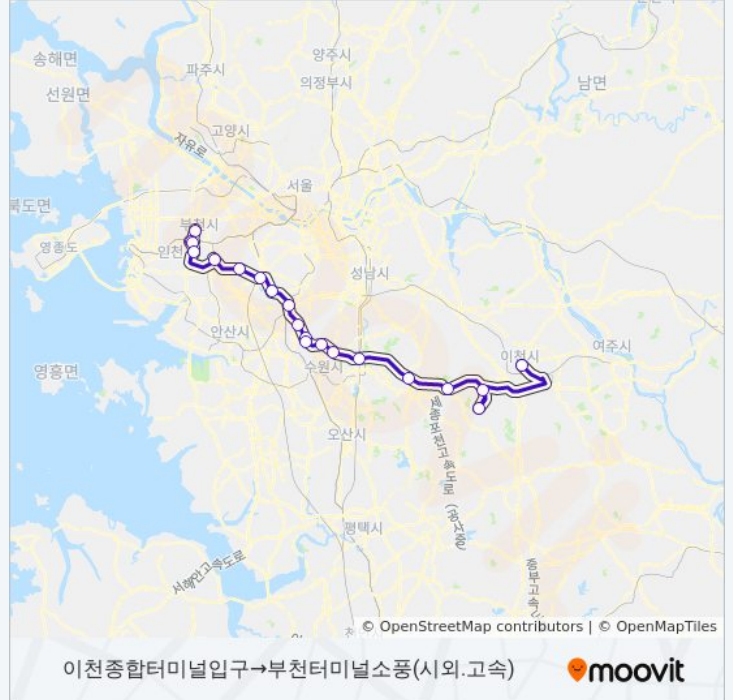 송해면
선원면
파주시
양주시
의정부시
남면
고양시
자유로
서울
북도면
부천시
인천
영종도
성남시
안산시
영흥면
수원시
이천시
여주시
오산시
평택시
서해안고속도로
중부고속
© OpenStreetMap contributors | © OpenMapTiles
이천종합터미널입구→부천터미널소풍(시외.고속)
moovit